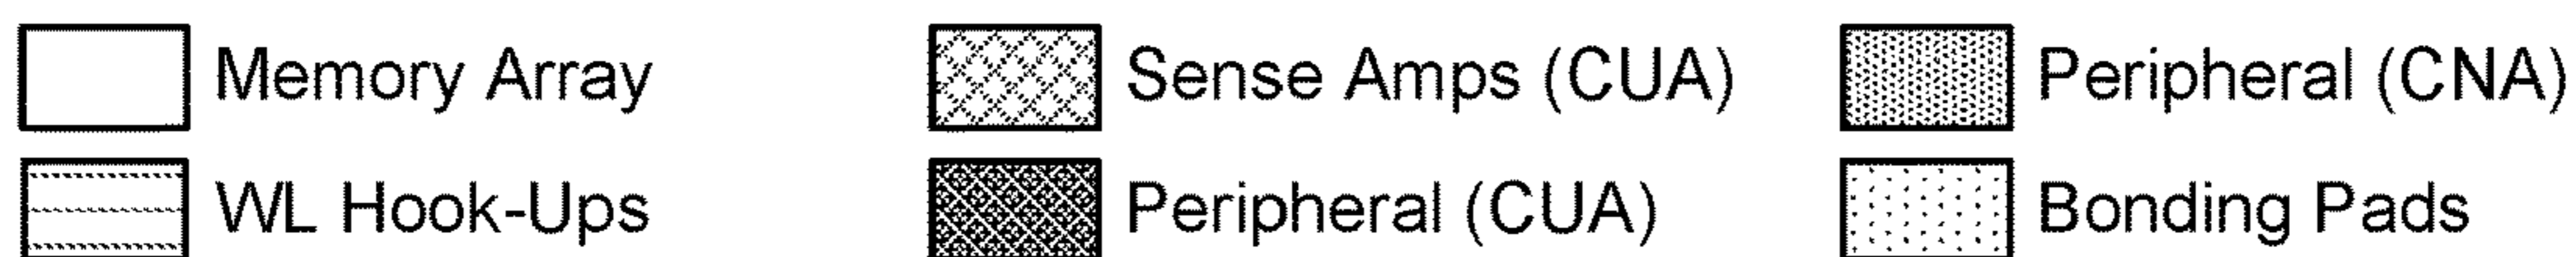 Memory Array
Sense Amps (CUA)
Peripheral (CNA)
WL Hook-Ups
Peripheral (CUA)
Bonding Pads